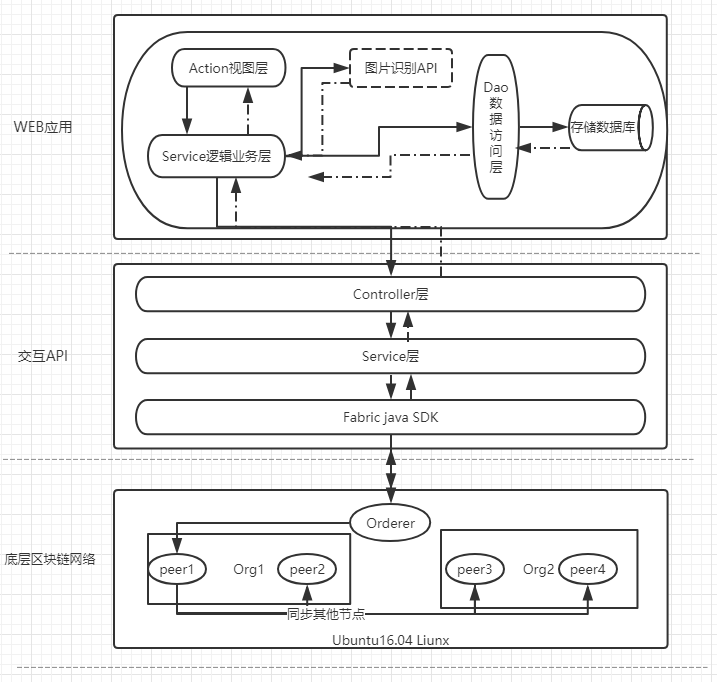 Action视图层
图片识别API
Dao
数
据
访
问
层
存储数据库
WEB应用
Service逻辑业务层
Controller层
交互API
Service层
Fabric java SDK
Orderer
底层区块链网络
peer1
Org1
peer2
peer3
Org2
peer4
同步其他节点
Ubuntu16.04 Liunx